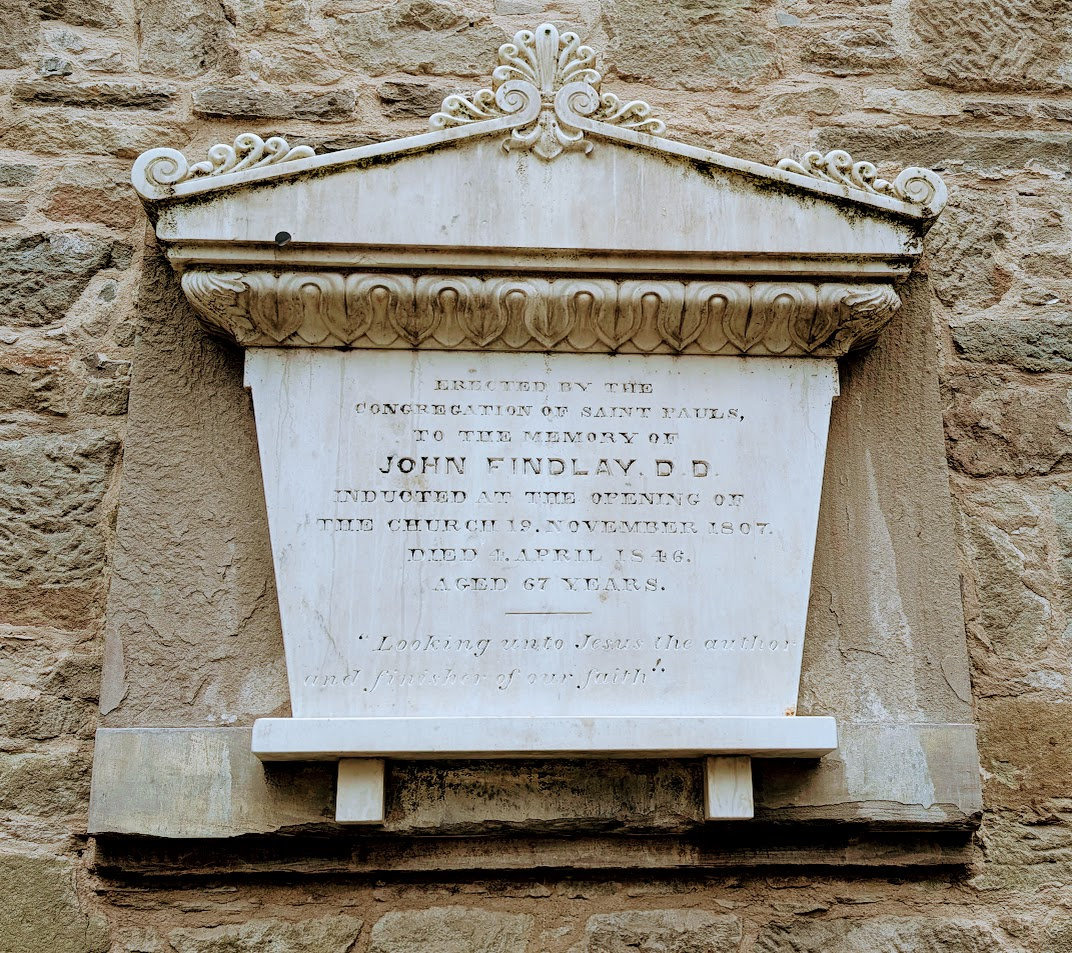 ERECTED BY THE
CONGREGATION OF SAINT PAULS,
TO THE MEMORY OF
JOHN FINDLAY. D.D.
INDUCTED AT THE OPENING OF
THE CHURCH 19. NOVEMBER 1807.
DIED 4. APRIL 1846.
AGED 67 YEARS.
"Looking unto Jesus the author
and finisher of our faith".